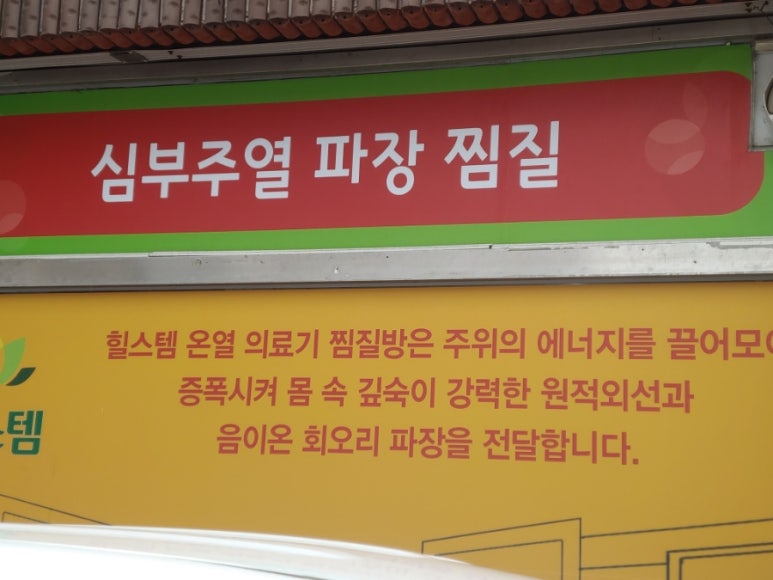 심부주열 파장 찜질
힐스템 온열 의료기 찜질방은 주위의 에너지를 끌어모아
증폭시켜 몸 속 깊숙이 강력한 원적외선과
음이온 회오리 파장을 전달합니다.
스템